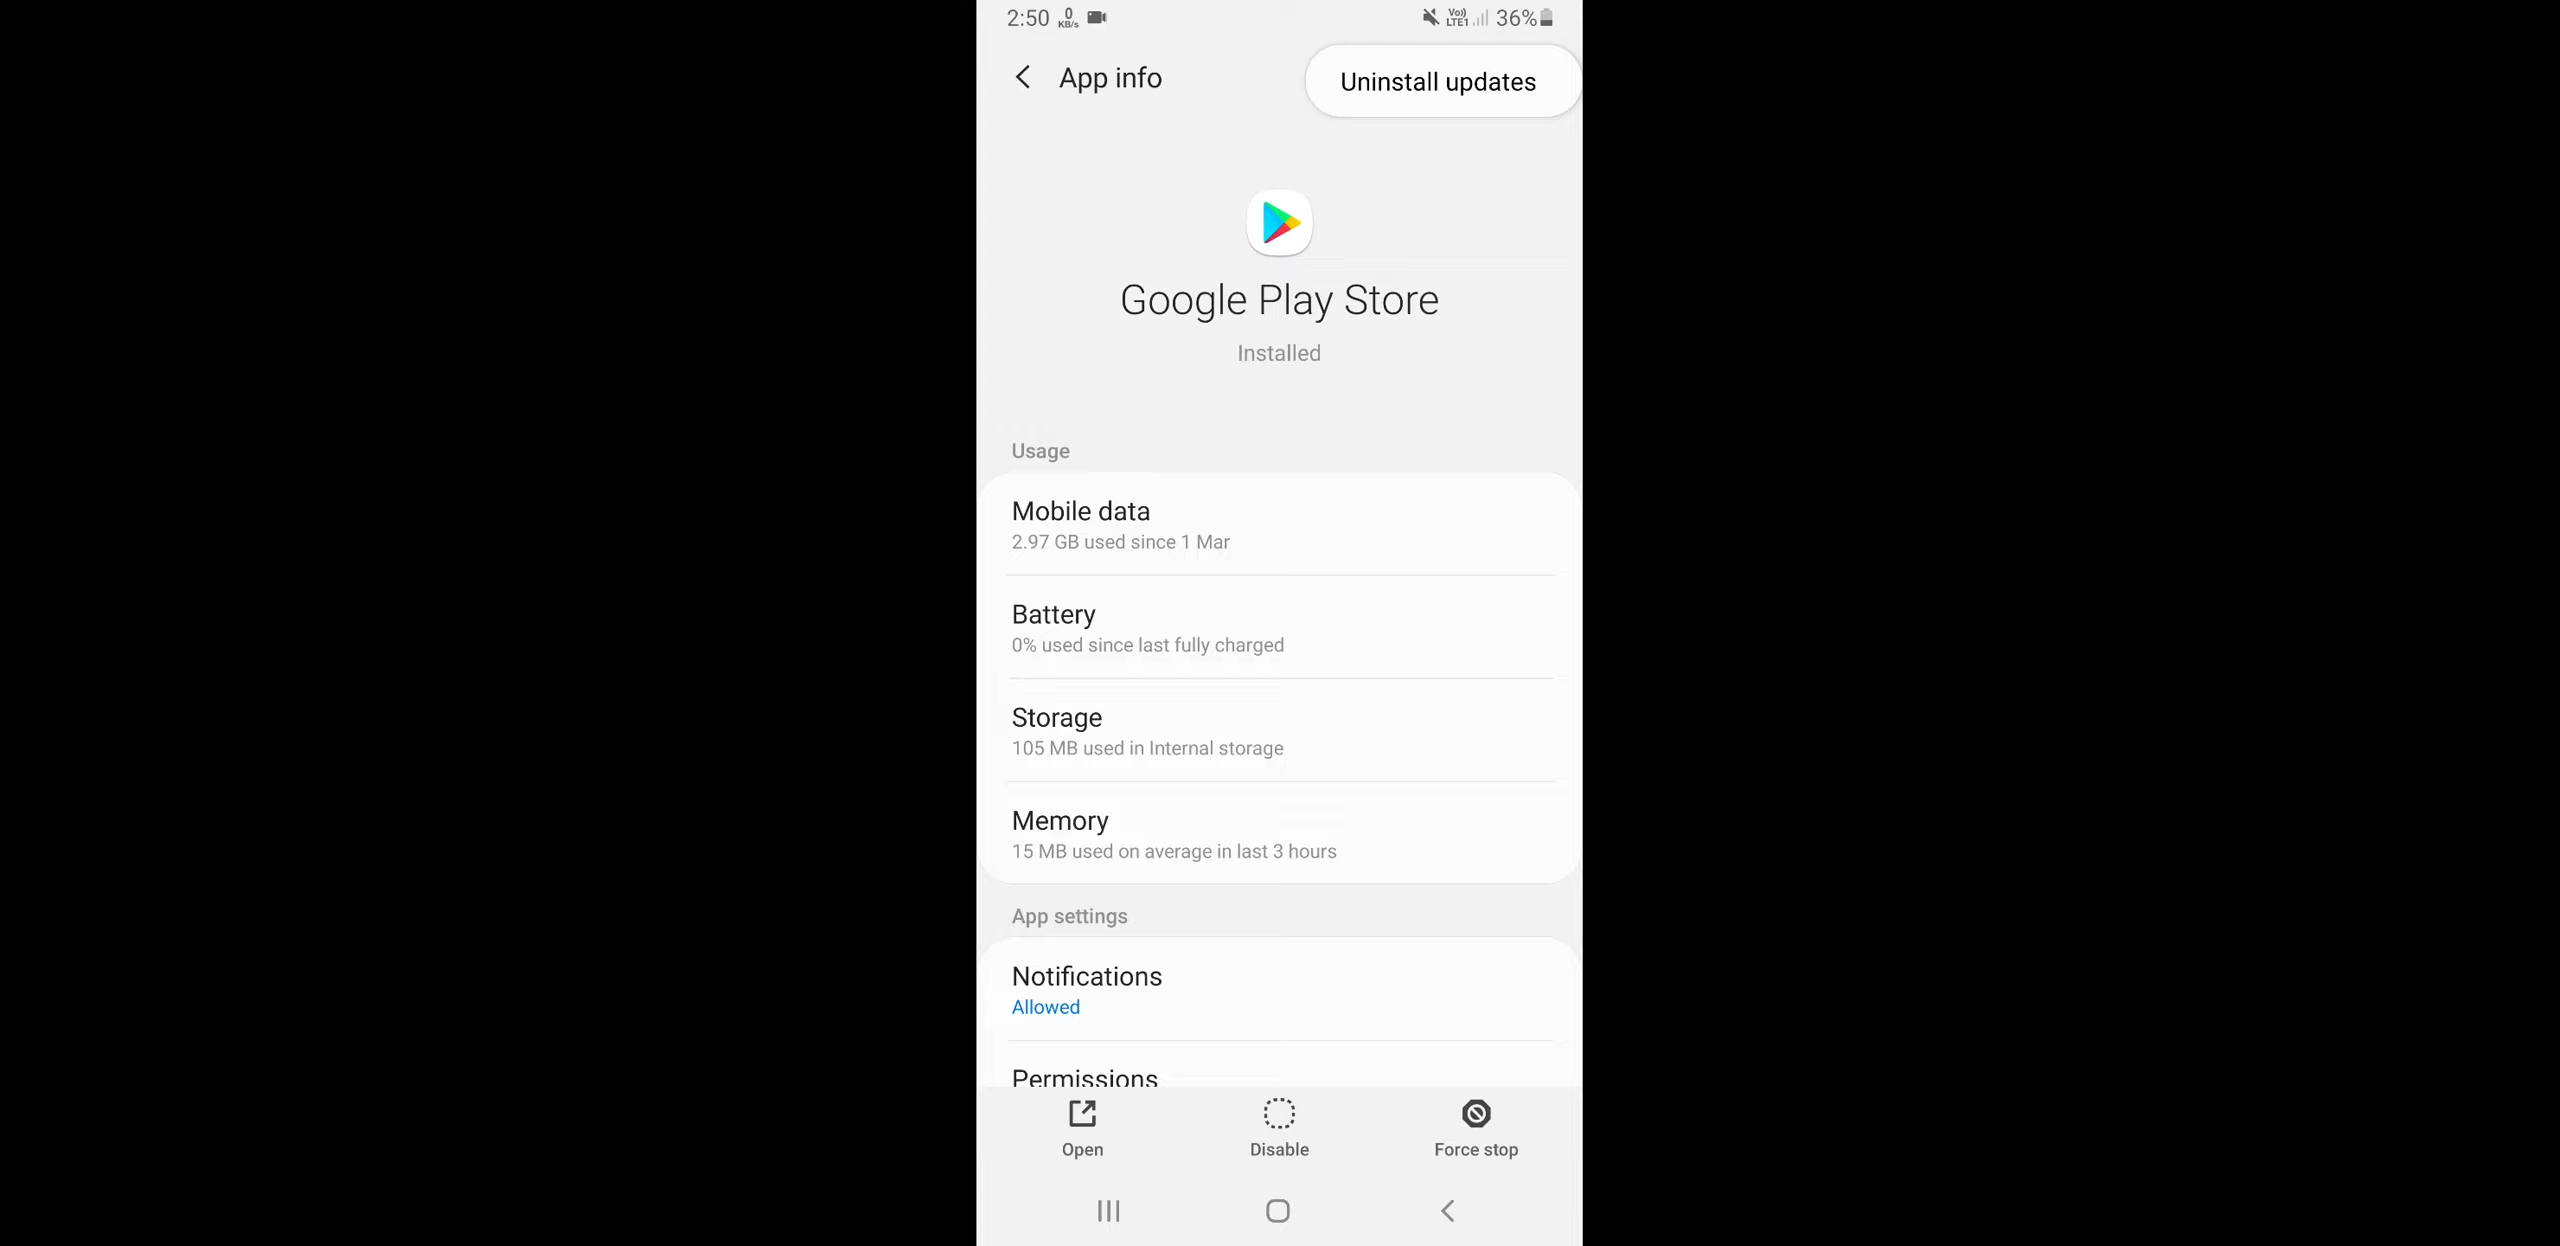 2:50 0 KB/s Vo)) LTE1 36%
App info
Uninstall updates
Google Play Store
Installed
Usage
Mobile data
2.97 GB used since 1 Mar
Battery
0% used since last fully charged
Storage
105 MB used in Internal storage
Memory
15 MB used on average in last 3 hours
App settings
Notifications
Allowed
Permissions
Open Disable Force stop